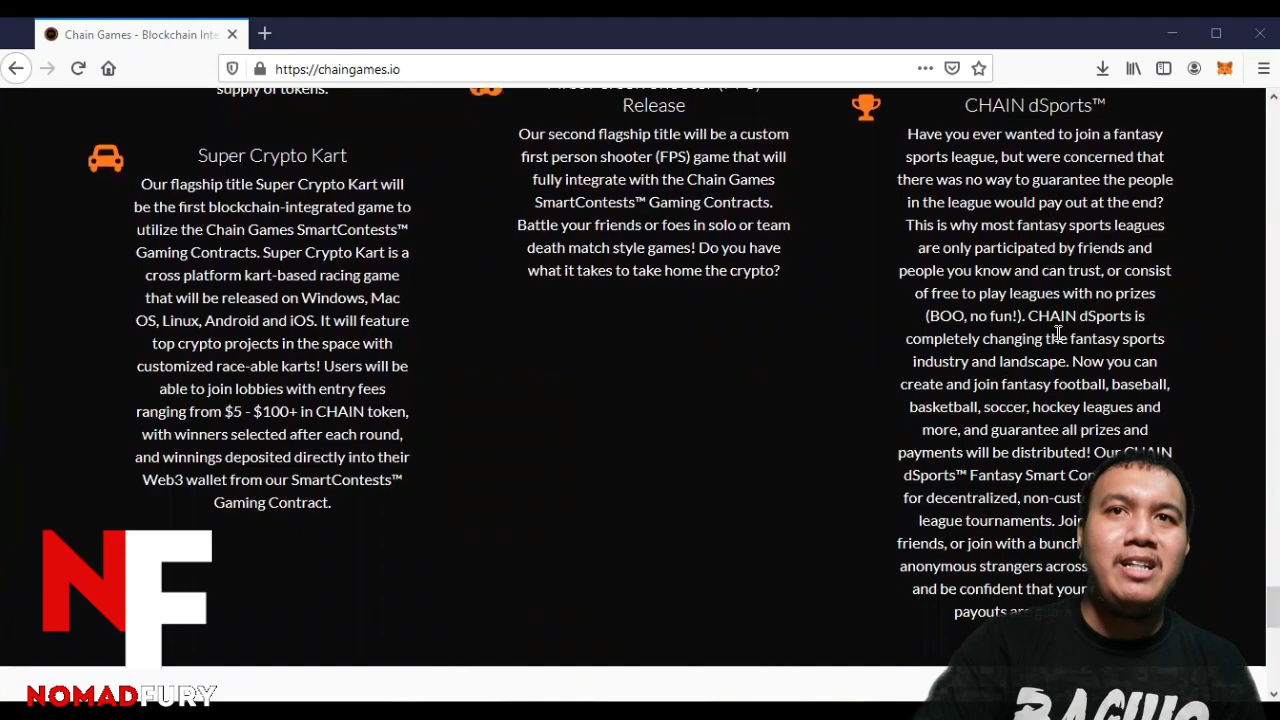 Chain Games - Blockchain Inte
https://chaingames.io
supply of tokens.
Super Crypto Kart
Our flagship title Super Crypto Kart will
be the first blockchain-integrated game to
utilize the Chain Games SmartContests™
Gaming Contracts. Super Crypto Kart is a
cross platform kart-based racing game
that will be released on Windows, Mac
OS, Linux, Android and iOS. It will feature
top crypto projects in the space with
customized race-able karts! Users will be
able to join lobbies with entry fees
ranging from $5 - $100+ in CHAIN token,
with winners selected after each round,
and winnings deposited directly into their
Web3 wallet from our SmartContests™
Gaming Contract.
Release
Our second flagship title will be a custom
first person shooter (FPS) game that will
fully integrate with the Chain Games
SmartContests™ Gaming Contracts.
Battle your friends or foes in solo or team
death match style games! Do you have
what it takes to take home the crypto?
CHAIN dSports™
Have you ever wanted to join a fantasy
sports league, but were concerned that
there was no way to guarantee the people
in the league would pay out at the end?
This is why most fantasy sports leagues
are only participated by friends and
people you know and can trust, or consist
of free to play leagues with no prizes
(BOO, no fun!). CHAIN dSports is
completely changing the fantasy sports
industry and landscape. Now you can
create and join fantasy football, baseball,
basketball, soccer, hockey leagues and
more, and guarantee all prizes and
payments will be distributed! Our CHAIN
dSports™ Fantasy Smart Con
for decentralized, non-cust
league tournaments. Join
friends, or join with a bunch
anonymous strangers across
and be confident that your
payouts are
NF
NOMADFURY
BAGUIO